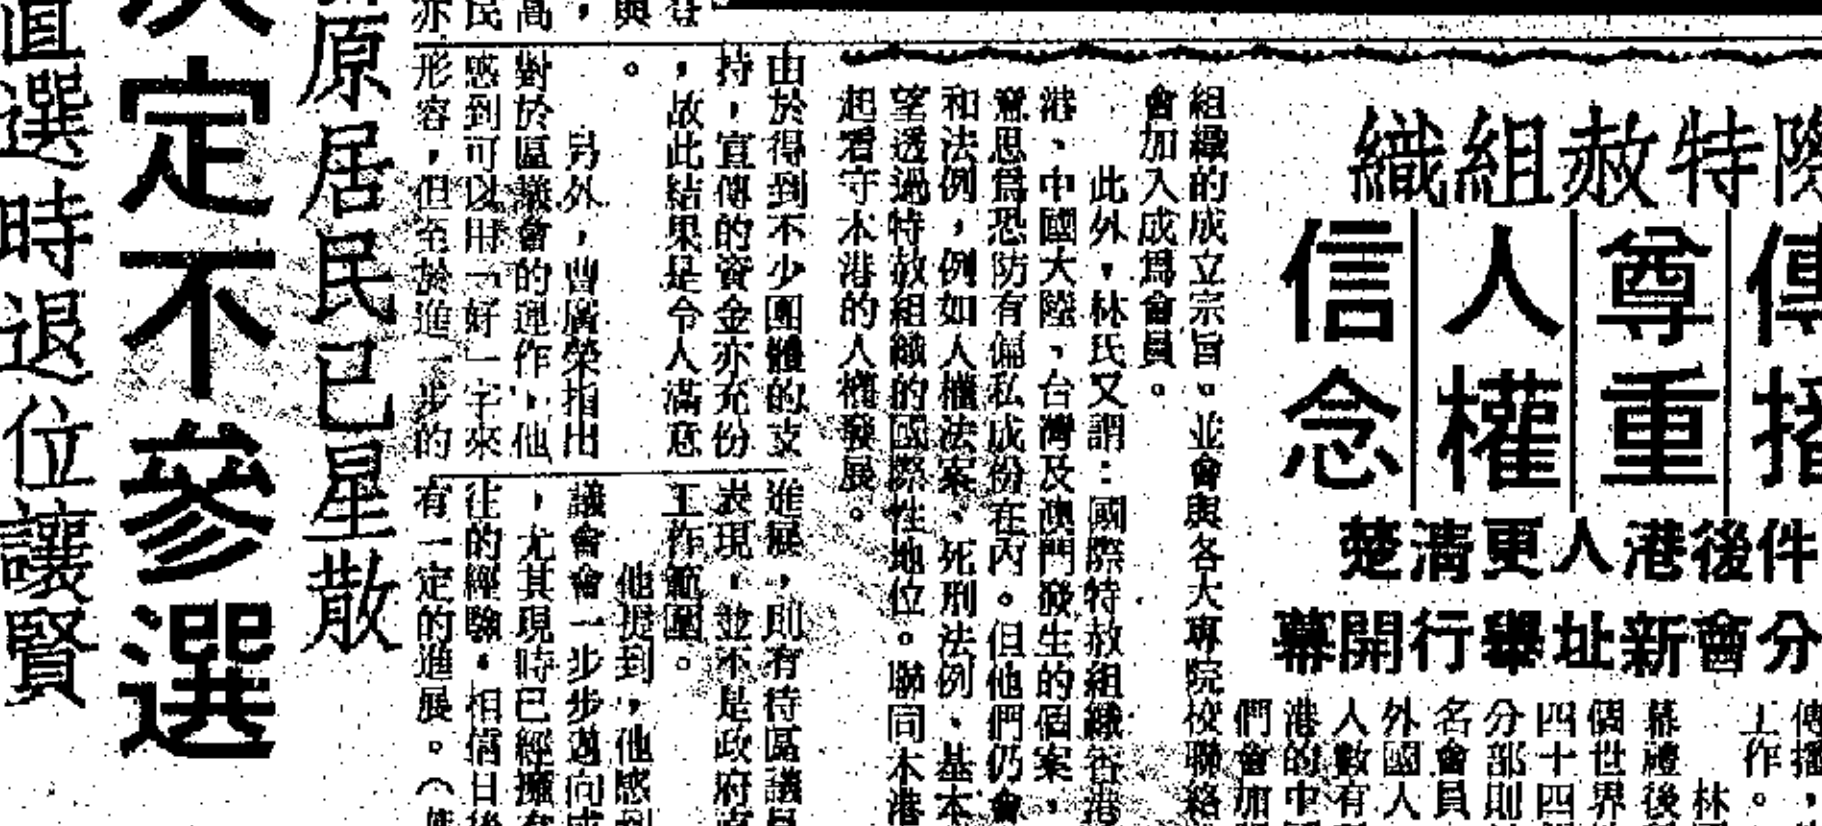 際特赦組織
傳播
尊重
人權
信念
件後港人更清楚
分會新址舉行開幕
傳播，
工作。
林
幕禮後
個世界
四十四
分部則
名會員
外國人
人數有
港的中
們會加
組織的成立宗旨。並會與各大專院校聯絡
會加入成爲會員。
此外，林氏又謂：國際特赦組織香港
港、中國大陸，台灣及澳門發生的個案，
意思爲恐防有偏私成份在內。但他們仍會
和法例，例如人權法案、死刑法例、基本
望透過特赦組織的國際性地位。聯同本港
起看守本港的人權發展。
與
高
民
亦
由於得到不少團體的支
持，宣傳的資金亦充份
，故此結果是令人滿意
。
另外，曹廣榮指出
對於區議會的運作，他
感到可以用「好」字來
形容，但至於進一步的
進展，則有待區議員
表現，並不是政府
工作範圍。
他提到，他感到
議會會一步步邁向成
，尤其現時已經擁有
往的經驗，相信日後
有一定的進展。（
原居民已星散
決定不參選
直選時退位讓賢